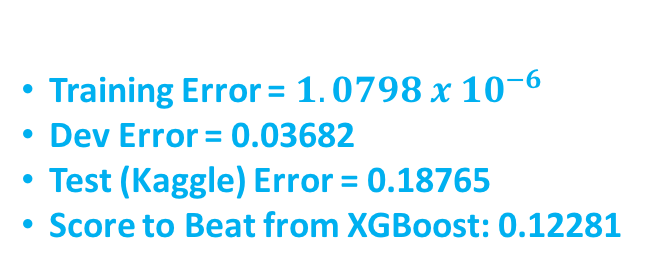 • Training Error = 1.0798 x 10⁻⁶
• Dev Error = 0.03682
• Test (Kaggle) Error = 0.18765
• Score to Beat from XGBoost: 0.12281